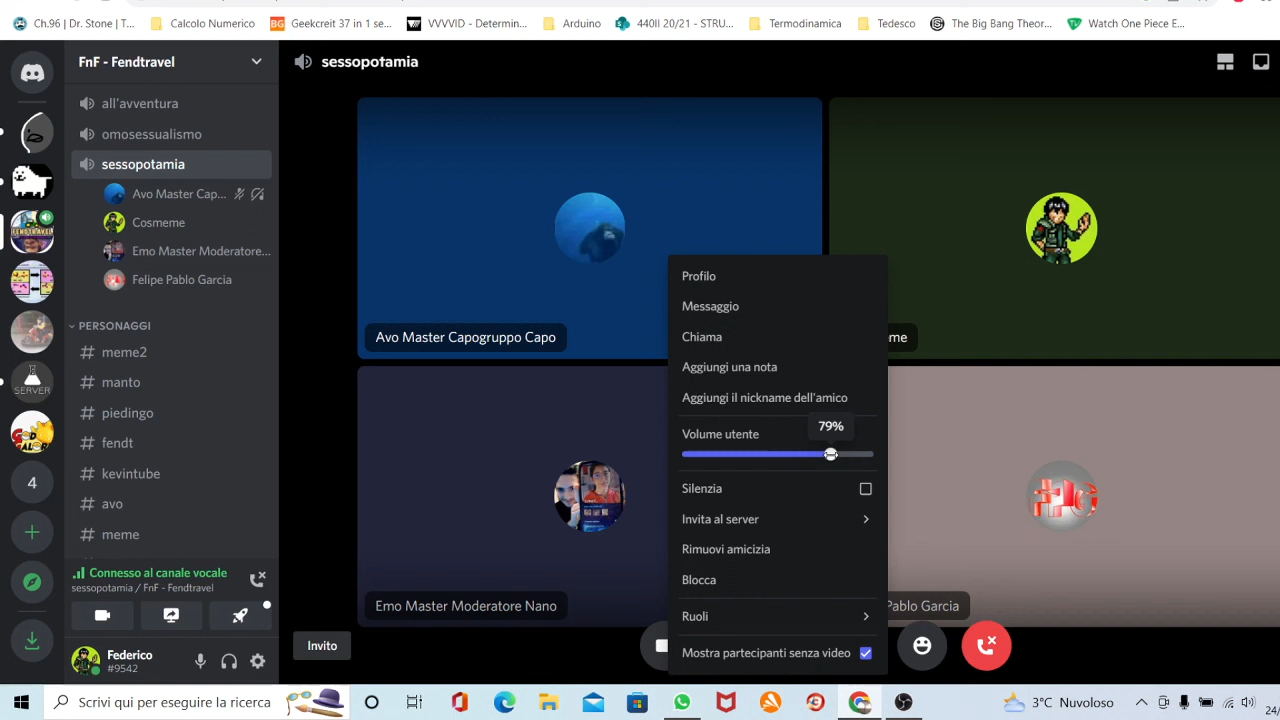 Ch.96 | Dr. Stone | T...
Calcolo Numerico
BG
Geekcreit 37 in 1 se...
VVVVID - Determin...
Arduino
440II 20/21 - STRU...
Termodinamica
Tedesco
The Big Bang Theor...
Watch One Piece E...
FnF - Fendtravel
sessopotamia
all'avventura
omosessualismo
sessopotamia
Avo Master Cap...
Cosmeme
Emo Master Moderatore...
Felipe Pablo Garcia
PERSONAGGI
# meme2
# manto
# piedingo
# fendt
# kevintube
# avo
# meme
SERVER
4
Avo Master Capogruppo Capo
me
Emo Master Moderatore Nano
Pablo Garcia
Profilo
Messaggio
Chiama
Aggiungi una nota
Aggiungi il nickname dell'amico
79%
Volume utente
Silenzia
Invita al server
Rimuovi amicizia
Blocca
Ruoli
Mostra partecipanti senza video
Connesso al canale vocale
sessopotamia / FnF - Fendtravel
Federico
#9542
Invito
Scrivi qui per eseguire la ricerca
3°C Nuvoloso
24/